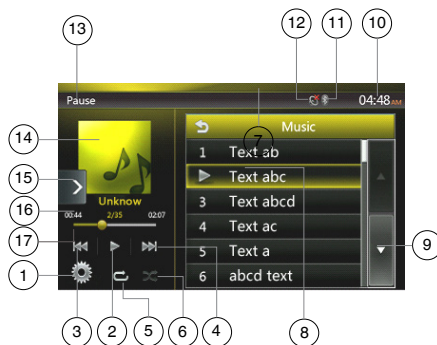 12 11 10
13
Pause 04:48 AM
14
7 Music
1 Text ab
Text abc
15
Unknow
3 Text abcd
16
00:44 2/35 02:07
4 Text ac
17
9
5 Text a
1
6 abcd text
3 2 5 6 4 8